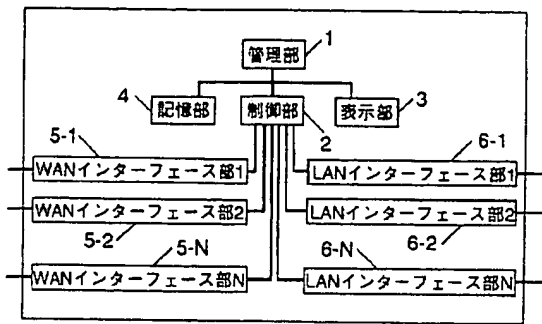 1
管理部
4
記憶部
制御部
表示部
3
2
5-1
6-1
WANインターフェース部1
LANインターフェース部1
WANインターフェース部2
LANインターフェース部2
5-2
6-2
5-N
6-N
WANインターフェース部N
LANインターフェース部N